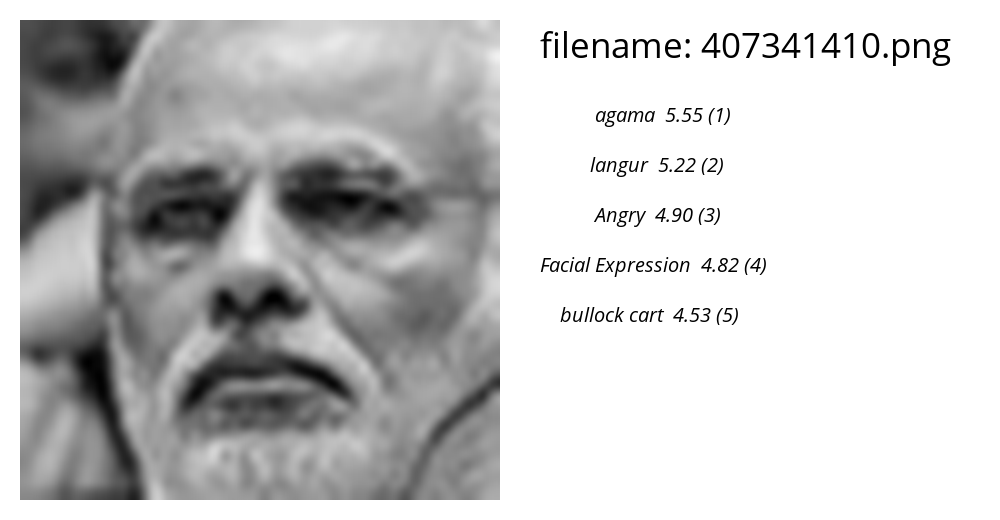 filename: 407341410.png
agama 5.55 (1)
langur 5.22 (2)
Angry 4.90 (3)
Facial Expression 4.82 (4)
bullock cart 4.53 (5)